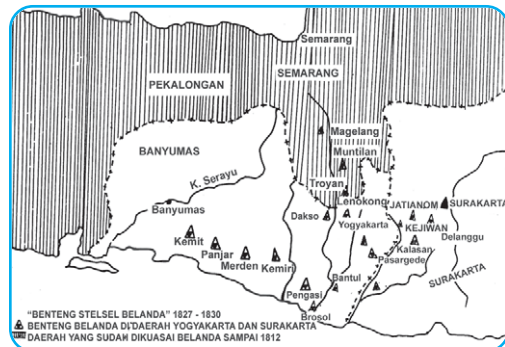 Semarang
SEMARANG
PEKALONGAN
Magelang
BANYUMAS
Muntilan
K. Serayu
Troyan
Lenokong
Banyumas
Dakso
Yogyakarta
JATIANOM
SURAKARTA
KEJIWAN
Delanggu
Kemit
Panjar
Merden
Kemiri
Kalasan
Pasargede
Bantul
Pengasi
SURAKARTA
Brosol
“BENTENG STELSEL BELANDA” 1827 - 1830
BENTENG BELANDA DI DAERAH YOGYAKARTA DAN SURAKARTA
DAERAH YANG SUDAH DIKUASAI BELANDA SAMPAI 1812